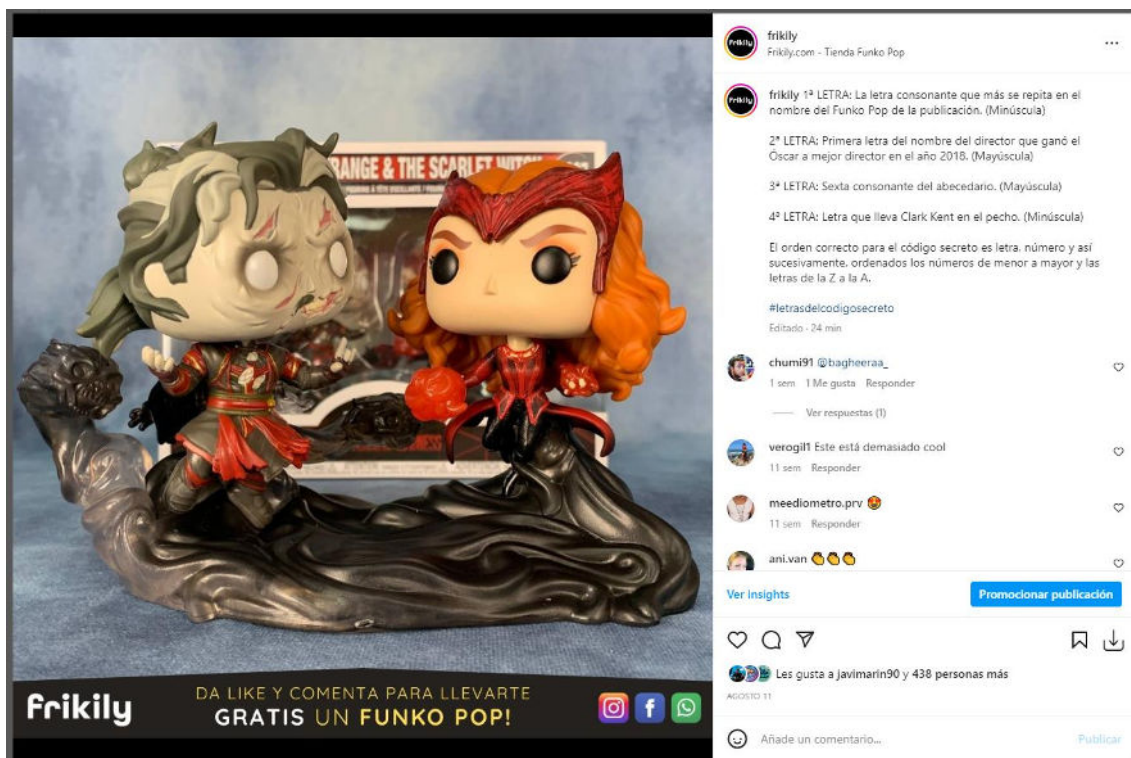 RANGE & THE SCARLET WITCH
frikily
DA LIKE Y COMENTA PARA LLEVARTE
GRATIS UN FUNKO POP!
Frikily
frikily
Frikily.com - Tienda Funko Pop
Frikily
frikily 1ª LETRA: La letra consonante que más se repita en el
nombre del Funko Pop de la publicación. (Minúscula)
2ª LETRA: Primera letra del nombre del director que ganó el
Óscar a mejor director en el año 2018. (Mayúscula)
3ª LETRA: Sexta consonante del abecedario. (Mayúscula)
4ª LETRA: Letra que lleva Clark Kent en el pecho. (Minúscula)
El orden correcto para el código secreto es letra, número y así
sucesivamente, ordenados los números de menor a mayor y las
letras de la Z a la A.
#letrasdelcodigosecreto
Editado · 24 min
chumi91 @bagheeraa_
1 sem 1 Me gusta Responder
Ver respuestas (1)
verogil1 Este está demasiado cool
11 sem Responder
meediometro.prv 🤩
11 sem Responder
ani.van 👏👏👏
Ver insights
Promocionar publicación
Les gusta a javimarin90 y 438 personas más
AGOSTO 11
Añade un comentario...
Publicar